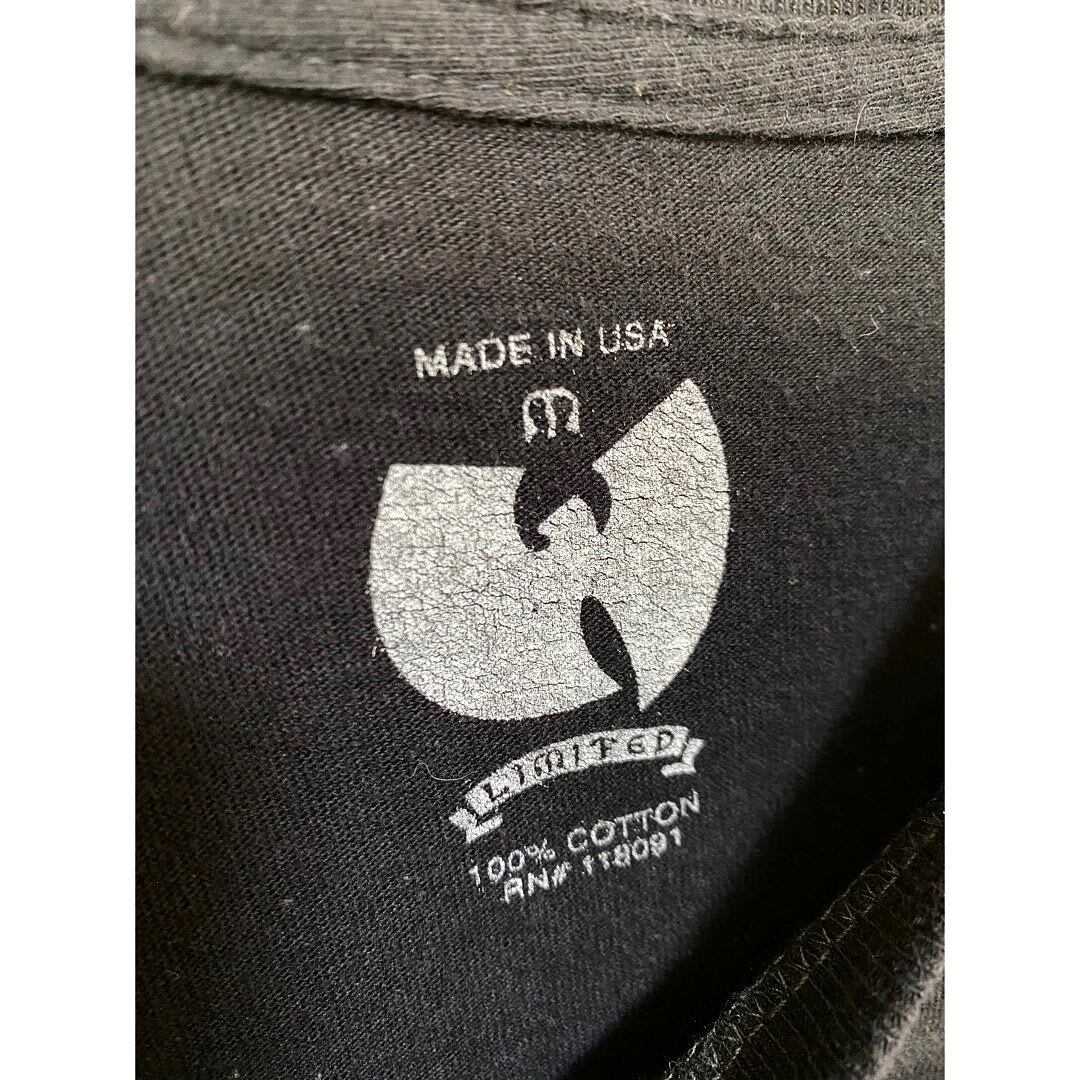 MADE IN USA
M
LIMITED
100% COTTON
RN# 118091